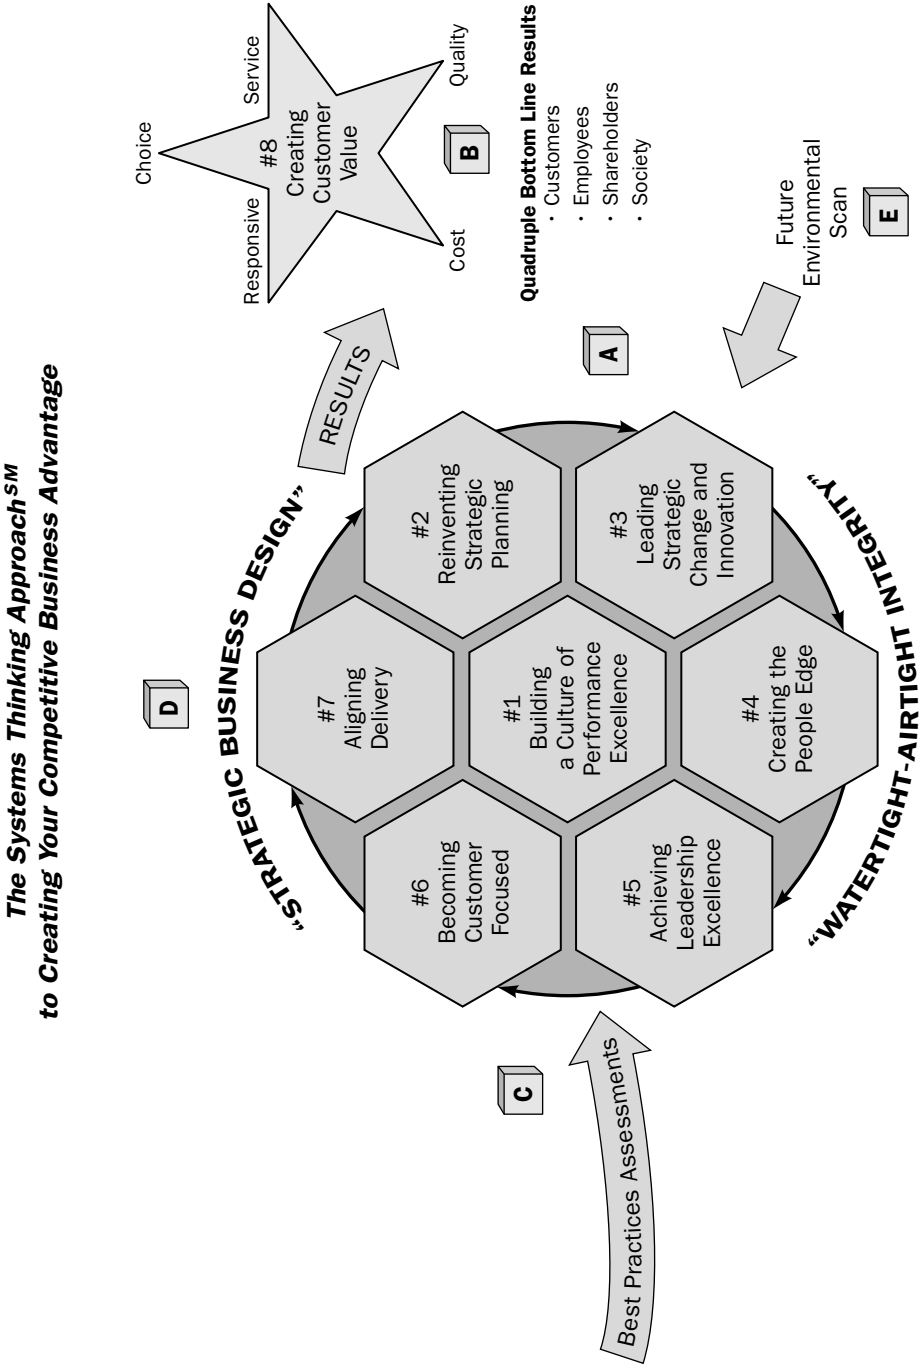 The Systems Thinking Approach℠
to Creating Your Competitive Business Advantage
D
"STRATEGIC BUSINESS DESIGN"
RESULTS
Choice
Responsive
Service
#8
Creating
Customer
Value
Cost
Quality
B
Quadruple Bottom Line Results
· Customers
· Employees
· Shareholders
· Society
C
Best Practices Assessments
#7
Aligning
Delivery
#6
Becoming
Customer
Focused
#2
Reinventing
Strategic
Planning
#1
Building
a Culture of
Performance
Excellence
#5
Achieving
Leadership
Excellence
#3
Leading
Strategic
Change and
Innovation
#4
Creating the
People Edge
A
Future
Environmental
Scan
E
"WATERTIGHT-AIRTIGHT INTEGRITY"